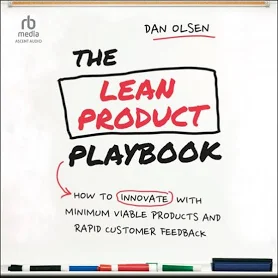 rb
media
RECORDED AUDIO
DAN OLSEN
THE
LEAN
PRODUCT
PLAYBOOK
HOW TO INNOVATE WITH
MINIMUM VIABLE PRODUCTS AND
RAPID CUSTOMER FEEDBACK